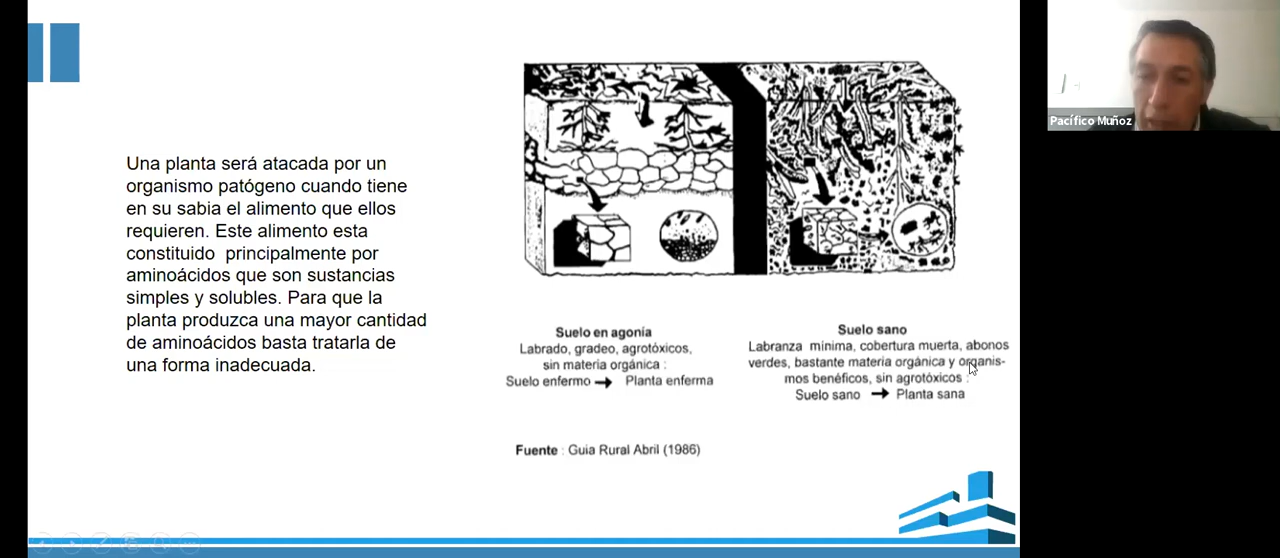 Una planta será atacada por un
organismo patógeno cuando tiene
en su sabia el alimento que ellos
requieren. Este alimento esta
constituido principalmente por
aminoácidos que son sustancias
simples y solubles. Para que la
planta produzca una mayor cantidad
de aminoácidos basta tratarla de
una forma inadecuada.
Suelo en agonía
Labrado, gradeo, agrotóxicos,
sin materia orgánica :
Suelo enfermo → Planta enferma
Suelo sano
Labranza mínima, cobertura muerta, abonos
verdes, bastante materia orgánica y organis-
mos benéficos, sin agrotóxicos :
Suelo sano → Planta sana
Fuente : Guia Rural Abril (1986)
Pacífico Muñoz